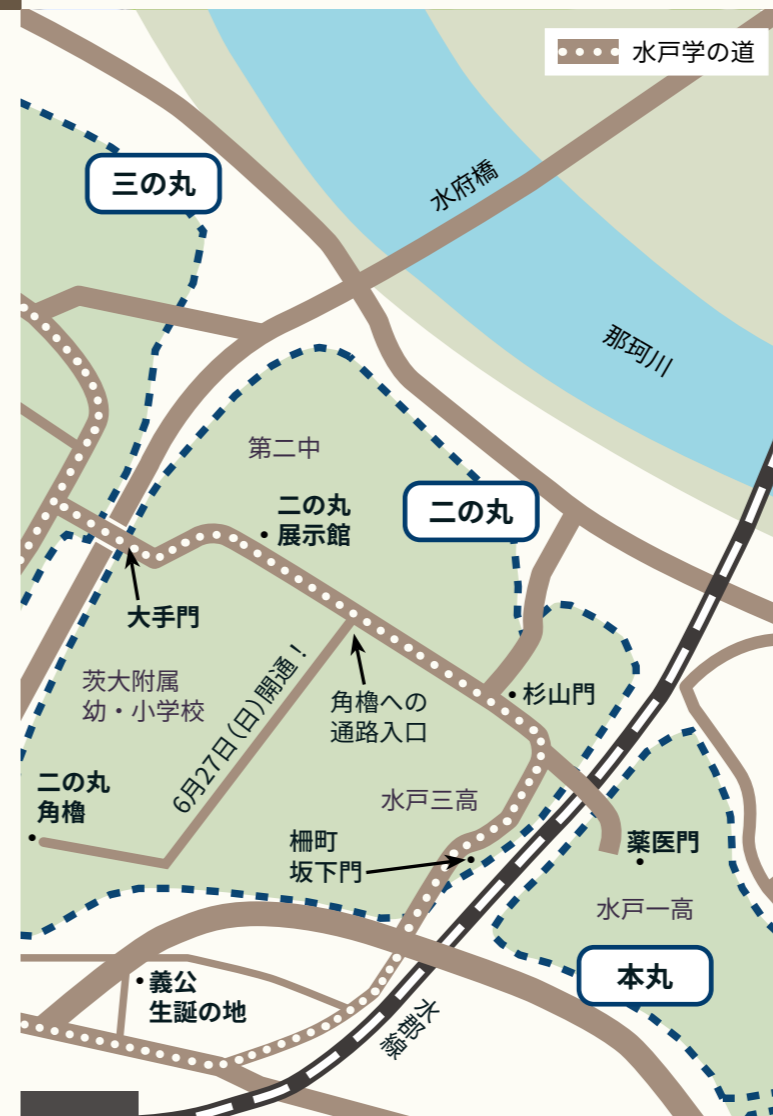 水戸学の道
三の丸
水府橋
那珂川
第二中
二の丸
展示館
二の丸
大手門
茨大附属
幼・小学校
6月27日(日)開通！
角櫓への
通路入口
杉山門
二の丸
角櫓
水戸三高
柵町
坂下門
薬医門
水戸一高
本丸
義公
生誕の地
水郡線